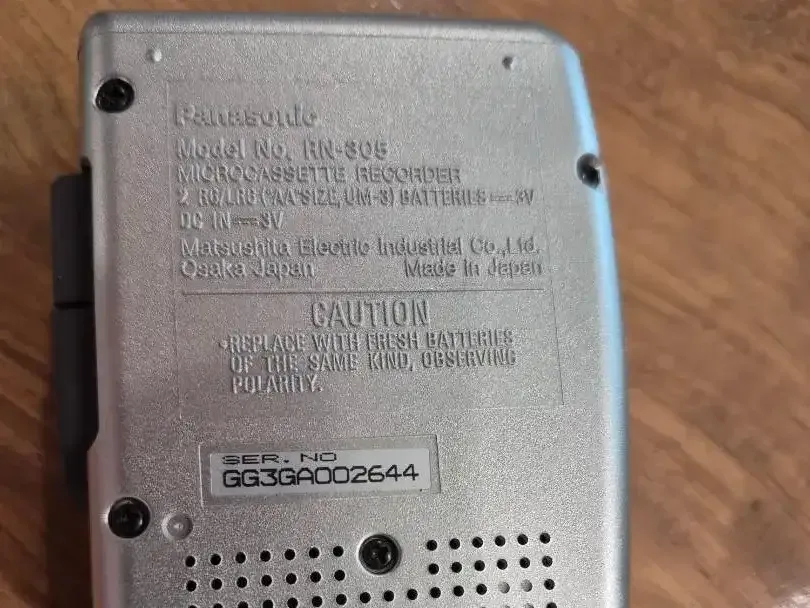 Panasonic
Model No. RN-305
MICROCASSETTE RECORDER
2 R6/LR6 ("AA"SIZE, UM-3) BATTERIES⎓3V
DC IN⎓3V
Matsushita Electric Industrial Co.,Ltd.
Osaka Japan Made in Japan
CAUTION
•REPLACE WITH FRESH BATTERIES
OF THE SAME KIND, OBSERVING
POLARITY.
SER. NO
GG3GA002644